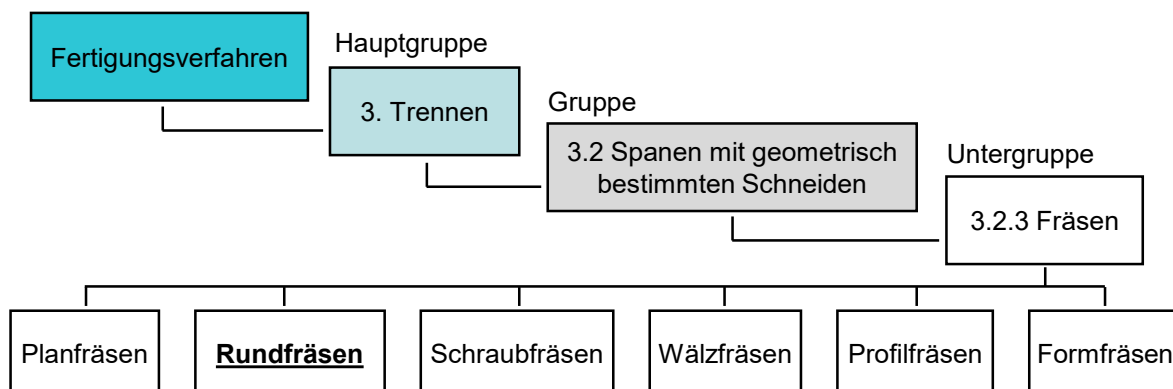 Fertigungsverfahren
Hauptgruppe
3. Trennen
Gruppe
3.2 Spanen mit geometrisch
bestimmten Schneiden
Untergruppe
3.2.3 Fräsen
Planfräsen
Rundfräsen
Schraubfräsen
Wälzfräsen
Profilfräsen
Formfräsen